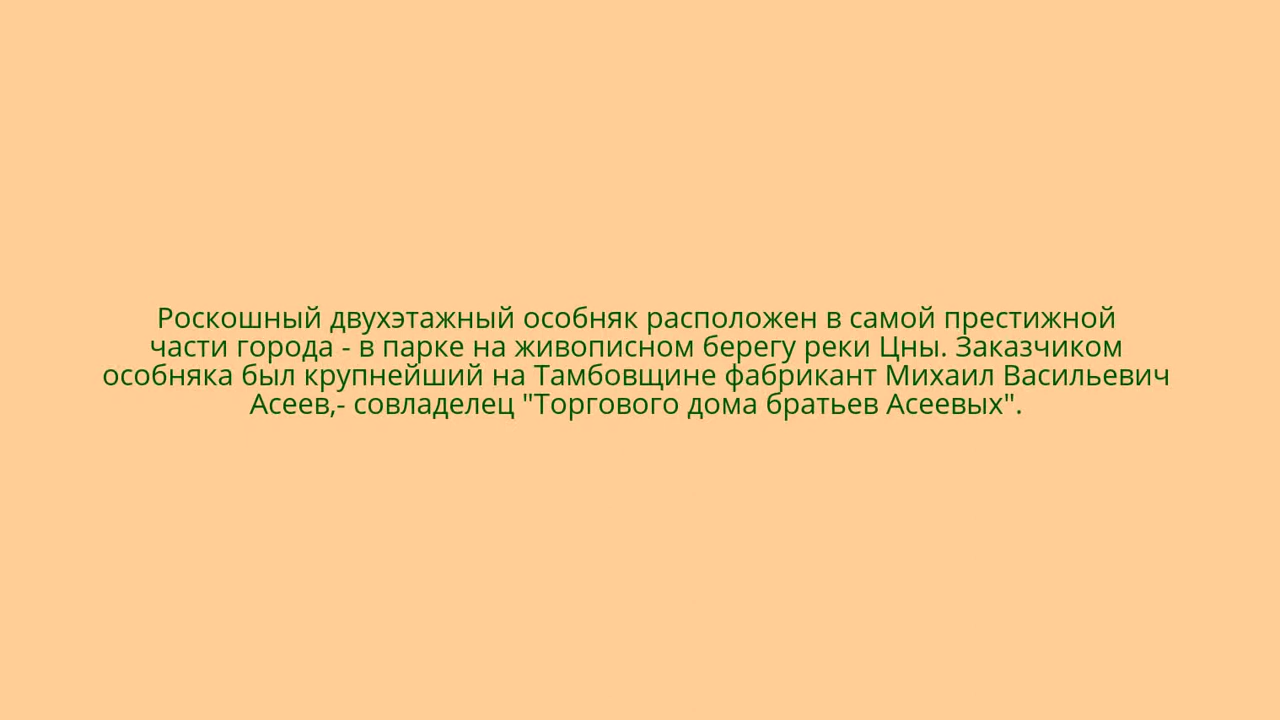 Роскошный двухэтажный особняк расположен в самой престижной
части города - в парке на живописном берегу реки Цны. Заказчиком
особняка был крупнейший на Тамбовщине фабрикант Михаил Васильевич
Асеев,- совладелец "Торгового дома братьев Асеевых".